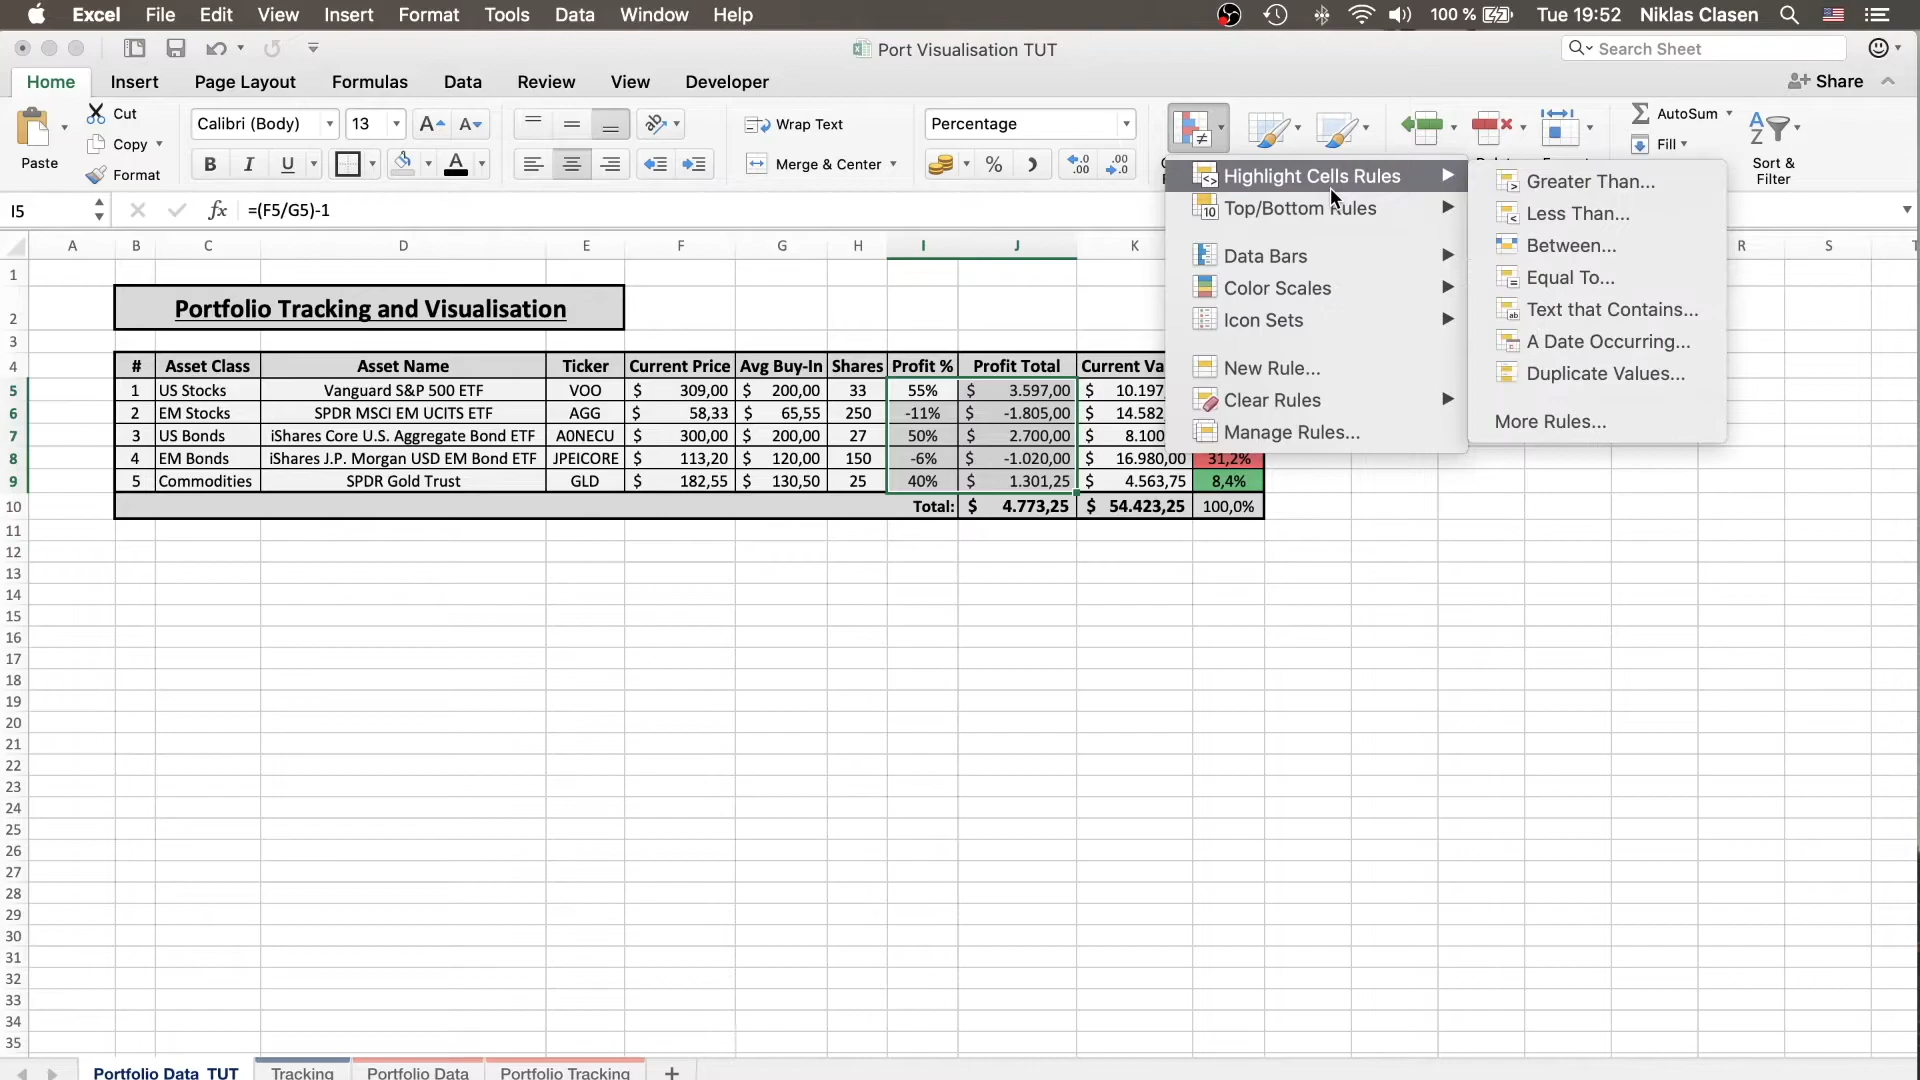 Excel File Edit View Insert Format Tools Data Window Help 100 % Tue 19:52 Niklas Clasen
Port Visualisation TUT Search Sheet
Home Insert Page Layout Formulas Data Review View Developer Share
Paste Cut Copy Format
Calibri (Body) 13 Wrap Text Percentage AutoSum
B I U A Merge & Center % Fill Sort & Filter
I5 fx =(F5/G5)-1
Highlight Cells Rules
Top/Bottom Rules
Data Bars
Color Scales
Icon Sets
New Rule...
Clear Rules
Manage Rules...
Greater Than...
Less Than...
Between...
Equal To...
Text that Contains...
A Date Occurring...
Duplicate Values...
More Rules...
A B C D E F G H I J K R S T
1
2 Portfolio Tracking and Visualisation
3
4 # Asset Class Asset Name Ticker Current Price Avg Buy-In Shares Profit % Profit Total Current Va
5 1 US Stocks Vanguard S&P 500 ETF VOO $ 309,00 $ 200,00 33 55% $ 3.597,00 $ 10.197
6 2 EM Stocks SPDR MSCI EM UCITS ETF AGG $ 58,33 $ 65,55 250 -11% $ -1.805,00 $ 14.582
7 3 US Bonds iShares Core U.S. Aggregate Bond ETF A0NECU $ 300,00 $ 200,00 27 50% $ 2.700,00 $ 8.100
8 4 EM Bonds iShares J.P. Morgan USD EM Bond ETF JPEICORE $ 113,20 $ 120,00 150 -6% $ -1.020,00 $ 16.980,00 31,2%
9 5 Commodities SPDR Gold Trust GLD $ 182,55 $ 130,50 25 40% $ 1.301,25 $ 4.563,75 8,4%
10 Total: $ 4.773,25 $ 54.423,25 100,0%
11
12
13
14
15
16
17
18
19
20
21
22
23
24
25
26
27
28
29
30
31
32
33
34
35
Portfolio Data TUT Tracking Portfolio Data Portfolio Tracking +